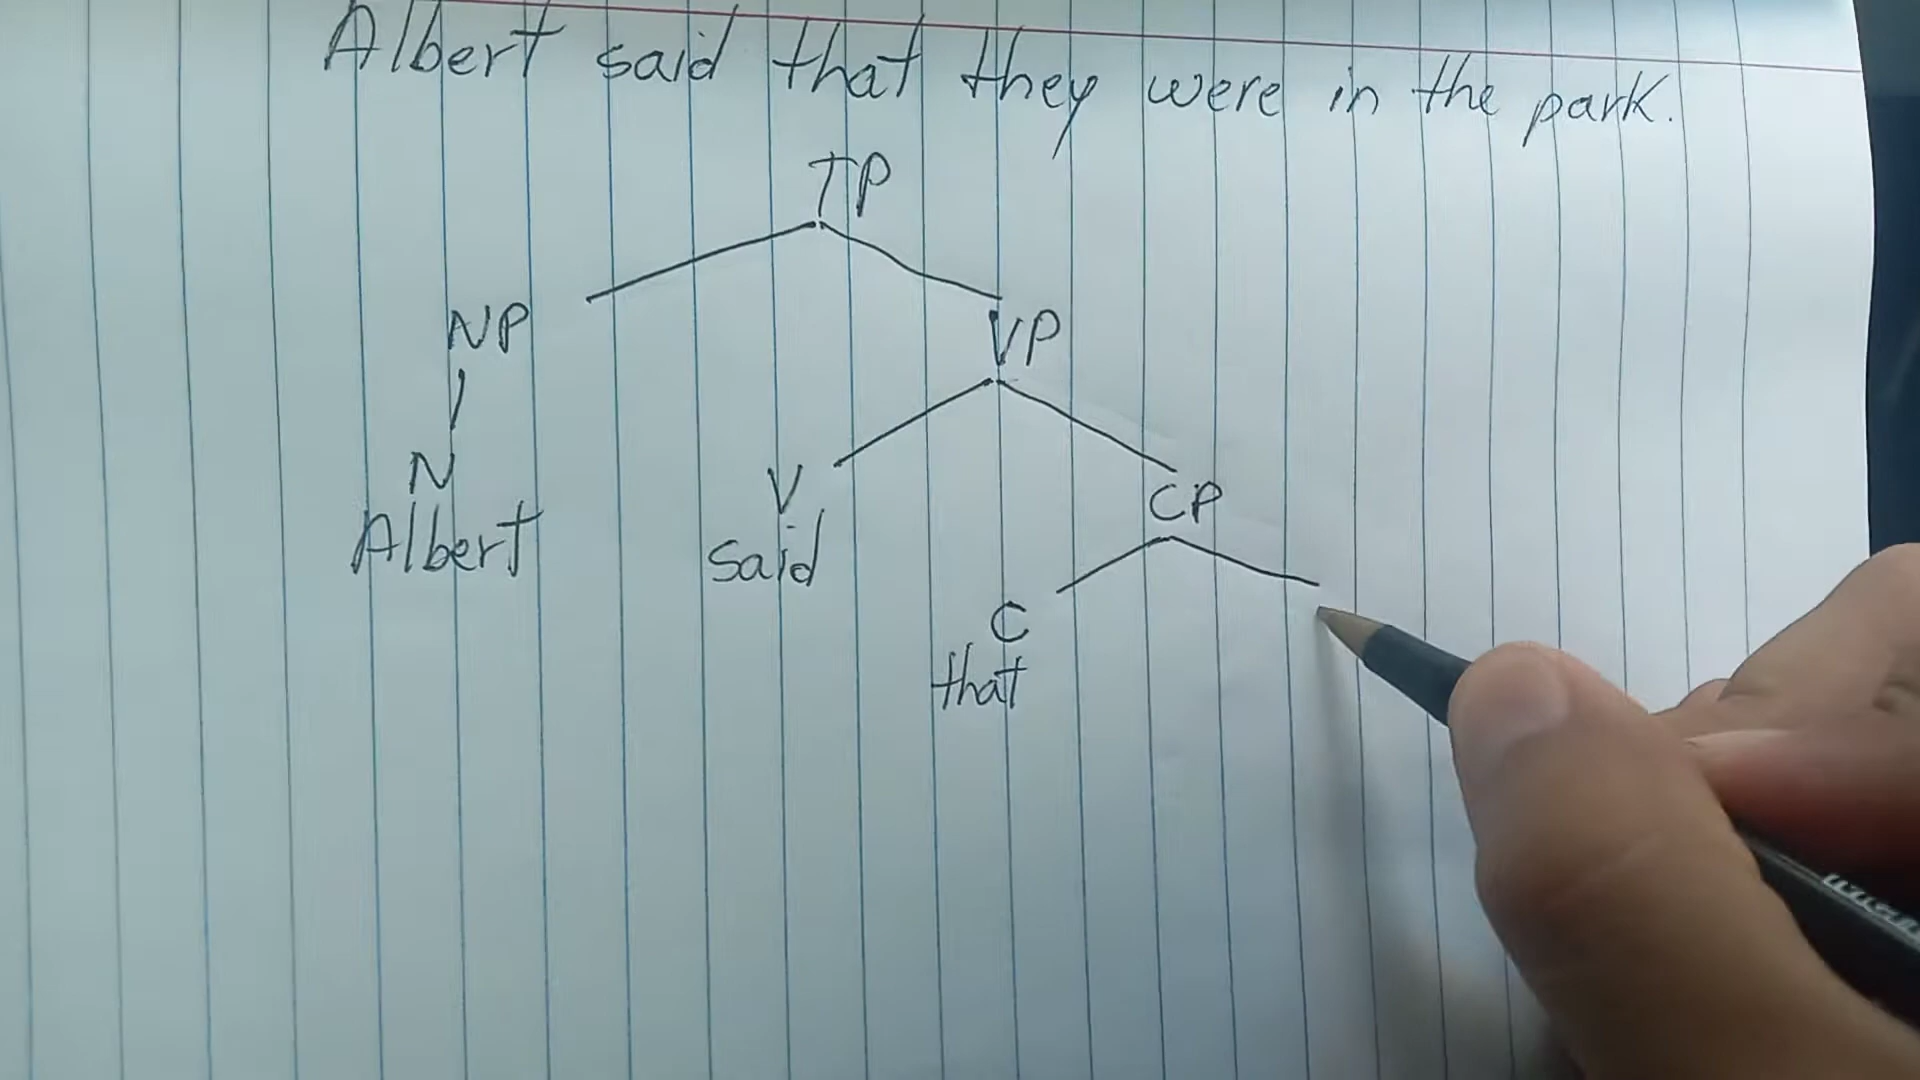 Albert said that they were in the park.
TP
NP VP
N V CP
Albert said C
that